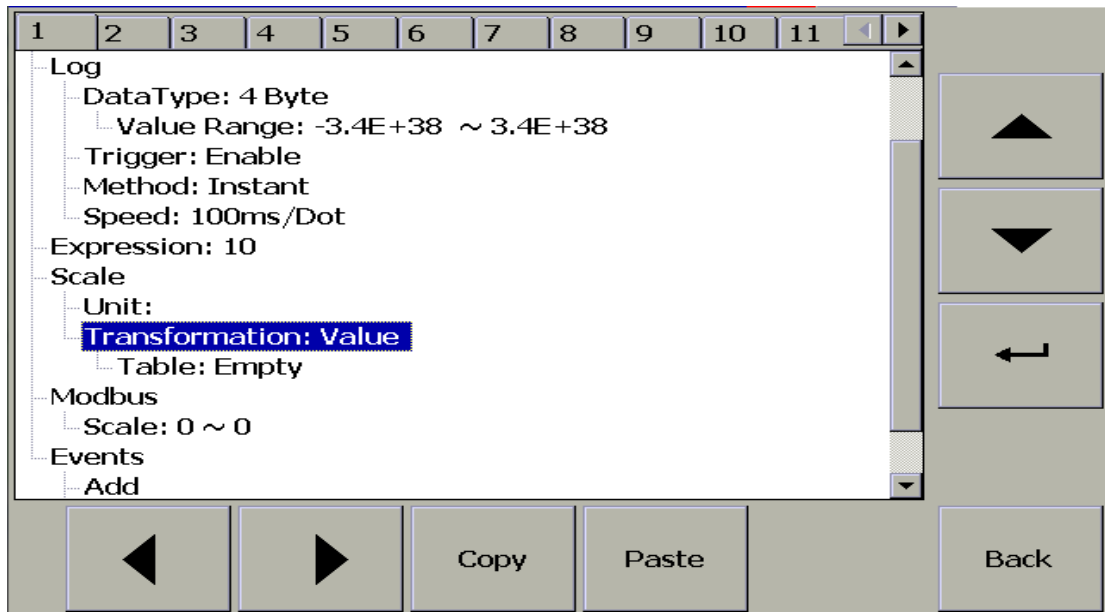 1 2 3 4 5 6 7 8 9 10 11
Log
DataType: 4 Byte
Value Range: -3.4E+38 ~ 3.4E+38
Trigger: Enable
Method: Instant
Speed: 100ms/Dot
Expression: 10
Scale
Unit:
Transformation: Value
Table: Empty
Modbus
Scale: 0 ~ 0
Events
Add
Copy Paste Back